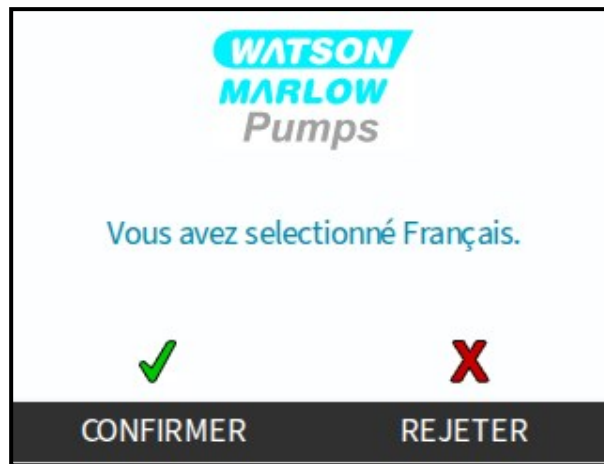 WATSON
MARLOW
Pumps
Vous avez selectionné Français.
CONFIRMER REJETER